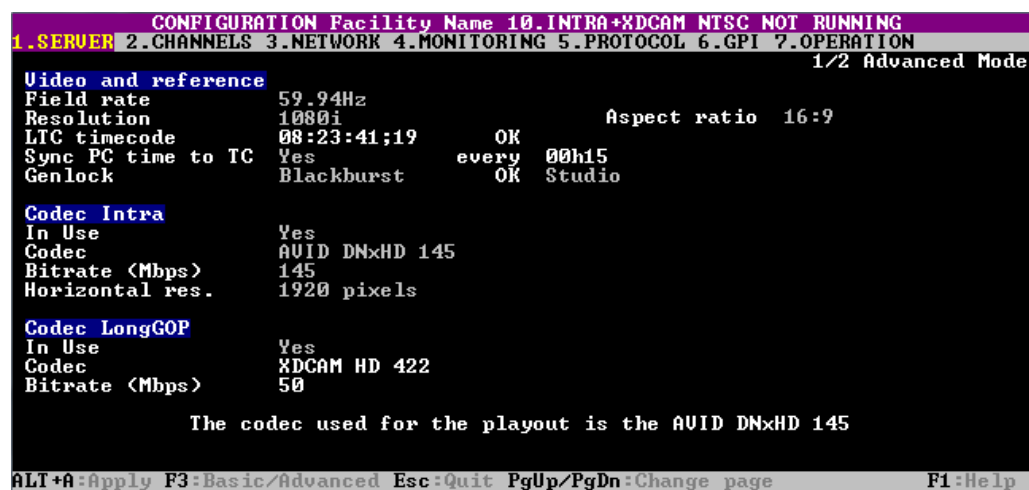 CONFIGURATION Facility Name 10.INTRA+XDCAM NTSC NOT RUNNING
1.SERVER 2.CHANNELS 3.NETWORK 4.MONITORING 5.PROTOCOL 6.GPI 7.OPERATION
1/2 Advanced Mode
Video and reference
Field rate 59.94Hz
Resolution 1080i Aspect ratio 16:9
LTC timecode 08:23:41;19 OK
Sync PC time to TC Yes every 00h15
Genlock Blackburst OK Studio
Codec Intra
In Use Yes
Codec AVID DNxHD 145
Bitrate (Mbps) 145
Horizontal res. 1920 pixels
Codec LongGOP
In Use Yes
Codec XDCAM HD 422
Bitrate (Mbps) 50
The codec used for the playout is the AVID DNxHD 145
ALT+A:Apply F3:Basic/Advanced Esc:Quit PgUp/PgDn:Change page F1:Help